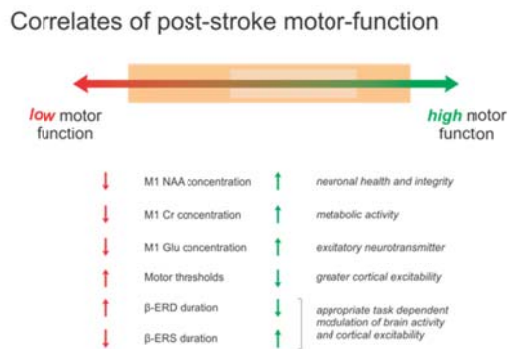 Correlates of post-stroke motor-function
low motor
function
high motor
functon
M1 NAA concentration
neuronal health and integrity
M1 Cr concentration
metabolic activity
M1 Glu concentration
excitatory neurotransmitter
Motor thresholds
greater cortical excitability
β-ERD duration
β-ERS duration
appropriate task dependent
modulation of brain activity
and cortical excitability